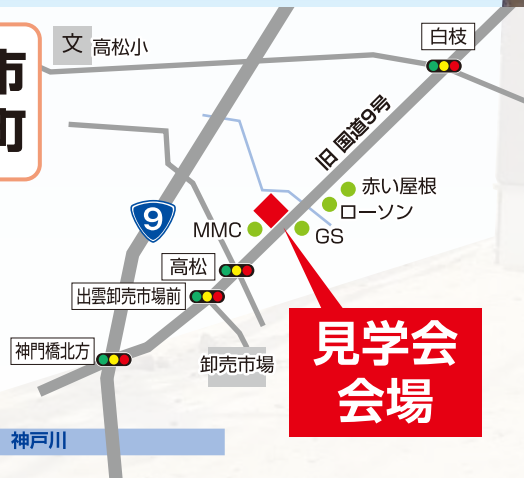 市
町
文 高松小
白枝
旧 国道9号
赤い屋根
ローソン
9
MMC
GS
高松
出雲卸売市場前
神門橋北方
卸売市場
見学会
会場
神戸川